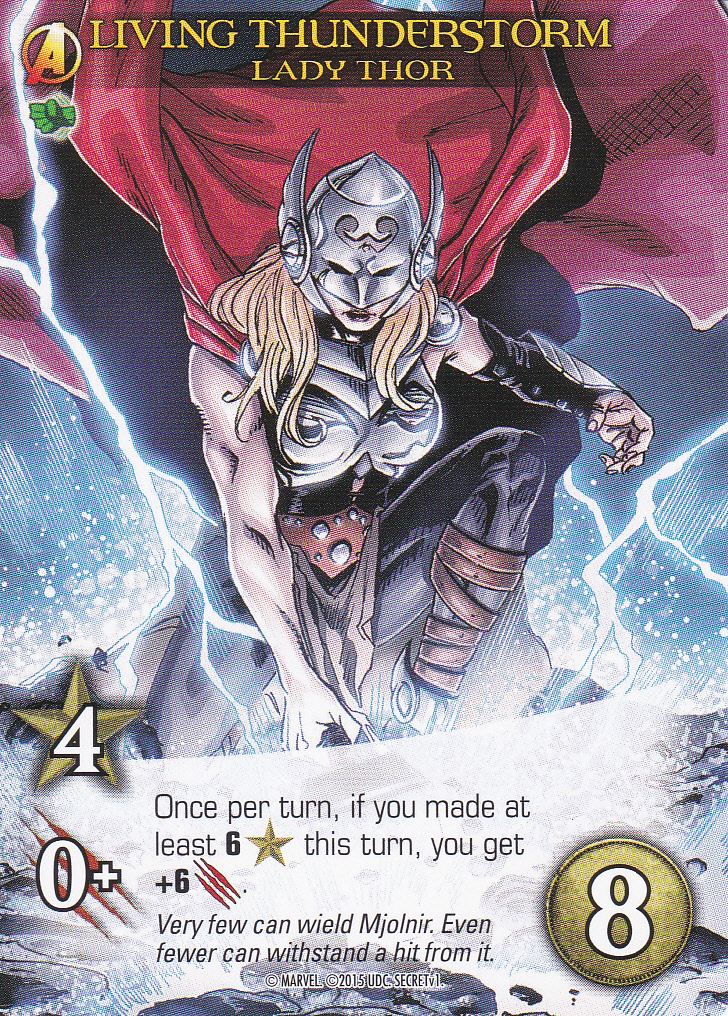 LIVING THUNDERSTORM
LADY THOR
4
Once per turn, if you made at
least 6 this turn, you get
+6 .
0+
8
Very few can wield Mjolnir. Even
fewer can withstand a hit from it.
© MARVEL. ©2015 UDC. SECRETv1.